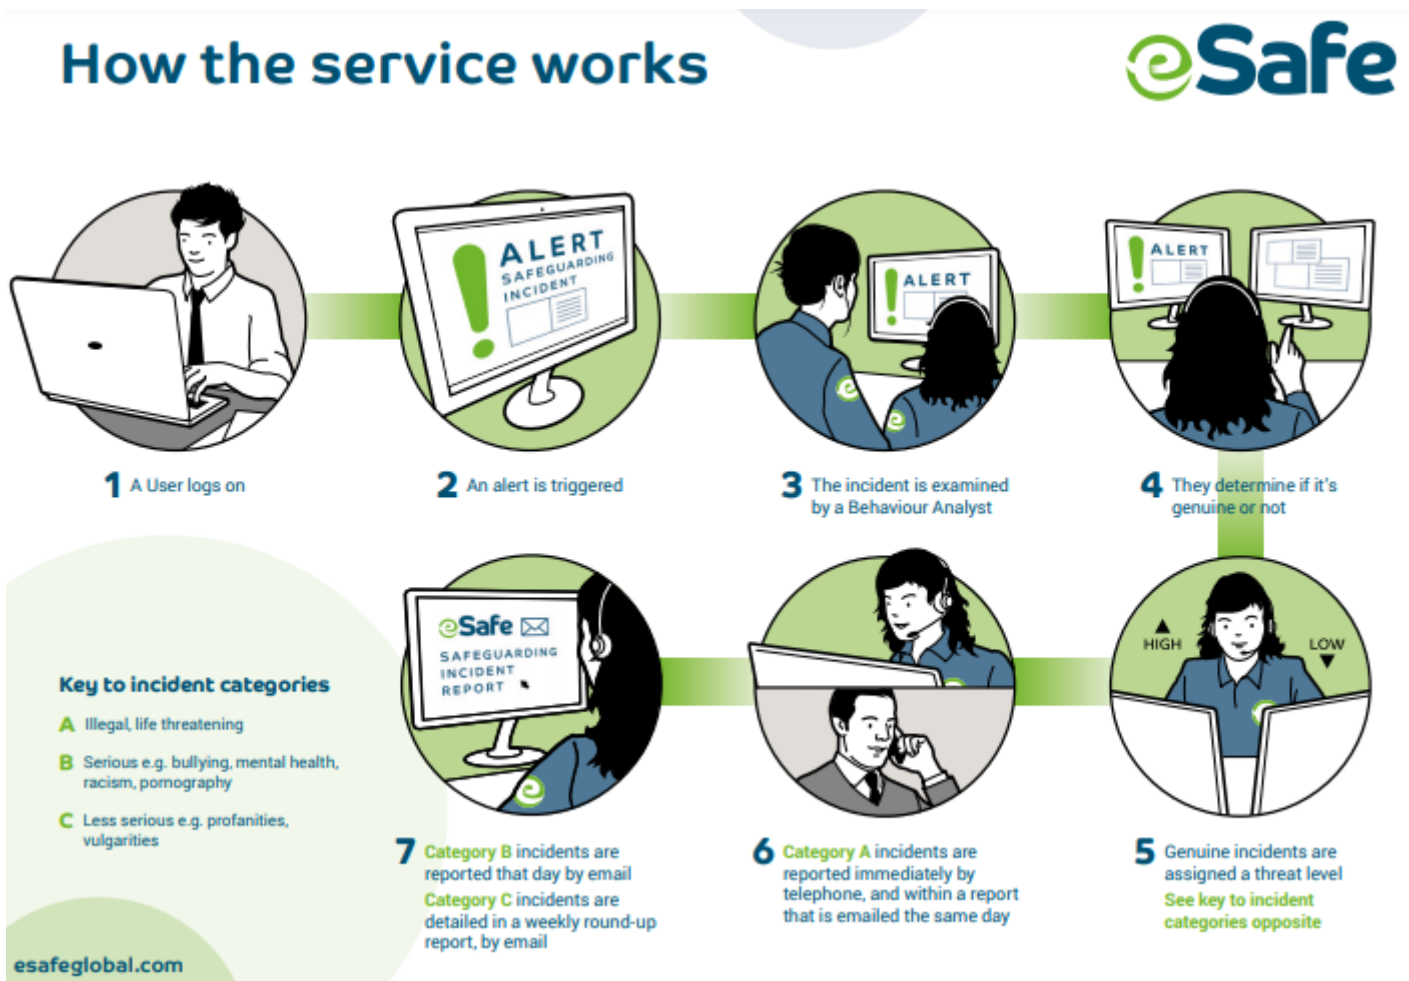 How the service works
eSafe
ALERT
SAFEGUARDING
INCIDENT
ALERT
ALERT
1 A User logs on
2 An alert is triggered
3 The incident is examined
by a Behaviour Analyst
4 They determine if it's
genuine or not
HIGH
LOW
5 Genuine incidents are
assigned a threat level
See key to incident
categories opposite
6 Category A incidents are
reported immediately by
telephone, and within a report
that is emailed the same day
eSafe
SAFEGUARDING
INCIDENT
REPORT
7 Category B incidents are
reported that day by email
Category C incidents are
detailed in a weekly round-up
report, by email
Key to incident categories
A Illegal, life threatening
B Serious e.g. bullying, mental health,
racism, pornography
C Less serious e.g. profanities,
vulgarities
esafeglobal.com